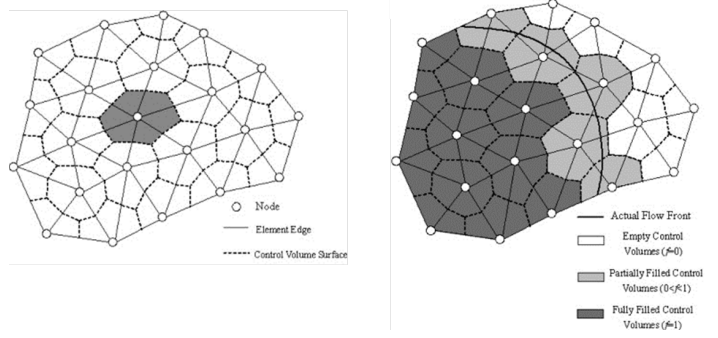 Node
Element Edge
Control Volume Surface
Actual Flow Front
Empty Control
Volumes (f=0)
Partially Filled Control
Volumes (0<f<1)
Fully Filled Control
Volumes (f=1)